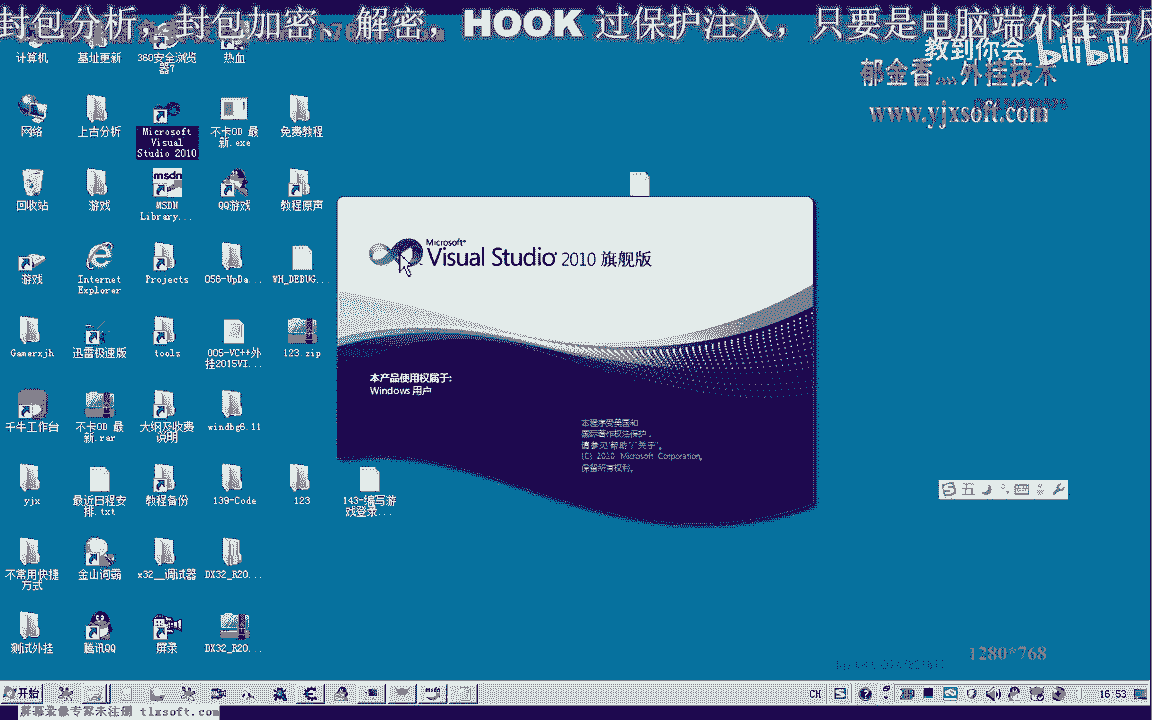 封包分析，封包加密，解密，HOOK 过保护注入，只要是电脑端外挂与反
教到你会
bilibili
郁金香....外挂技术
www.yjxsoft.com
计算机
基址更新
360安全浏览器7
热血
网络
上古分析
Microsoft Visual Studio 2010
不卡OD 最新.exe
免费教程
回收站
游戏
msdn
MSDN Library...
QQ游戏
教程原声
游戏
Internet Explorer
Projects
056-UpDa...
WH_DEBUG...
Microsoft
Visual Studio 2010 旗舰版
Gamerxjh
迅雷极速版
tools
005-VC++外挂2015VI...
123.zip
本产品使用权属于:
Windows 用户
千牛工作台
不卡OD 最新.rar
大纲及收费说明
windbg6.11
本程序受美国和
国际著作权法保护，
请参见"帮助"/"关于"。
(C) 2010 Microsoft Corporation。
保留所有权利。
yjx
最近日程安排.txt
教程备份
139-Code
123
143-编写游戏登录...
五
不常用快捷方式
金山词霸
x32__调试器
DX32_R20...
测试外挂
腾讯QQ
屏录
DX32_R20...
1280*768
开始
msdn
CH
16:53
屏幕录像专家未注册 tlxsoft.com